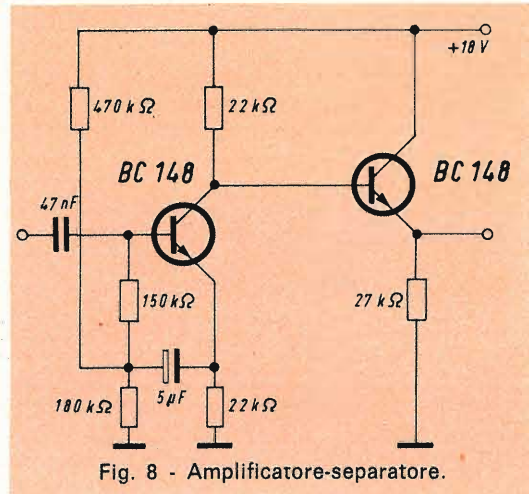 +18 V
470 kΩ
22 kΩ
BC 148
BC 148
47 nF
150 kΩ
27 kΩ
5 µF
180 kΩ
22 kΩ
Fig. 8 - Amplificatore-separatore.